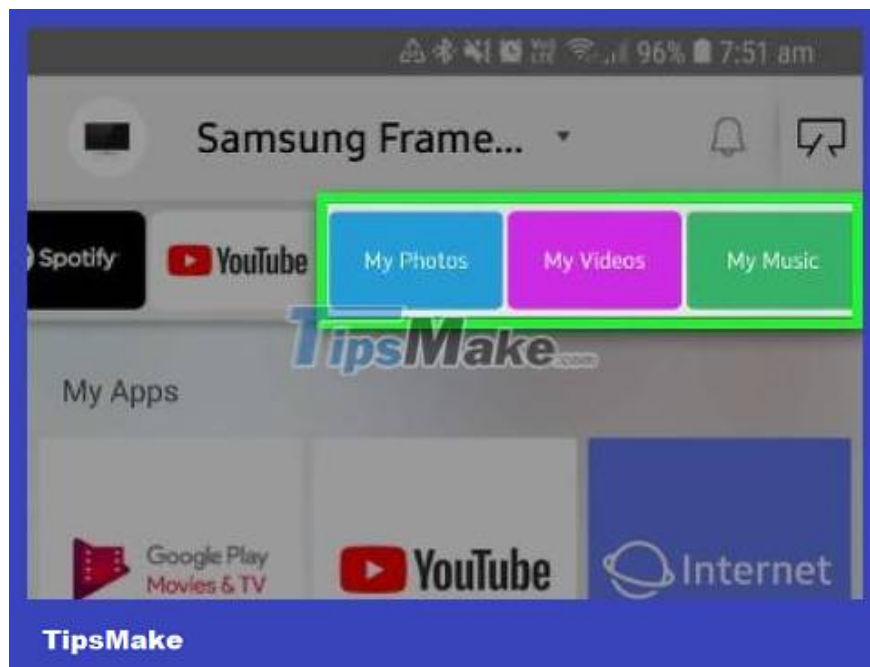 96% 7:51 am
Samsung Frame...
Spotify YouTube My Photos My Videos My Music
TipsMake.com
My Apps
Google Play
Movies & TV
YouTube
Internet
TipsMake